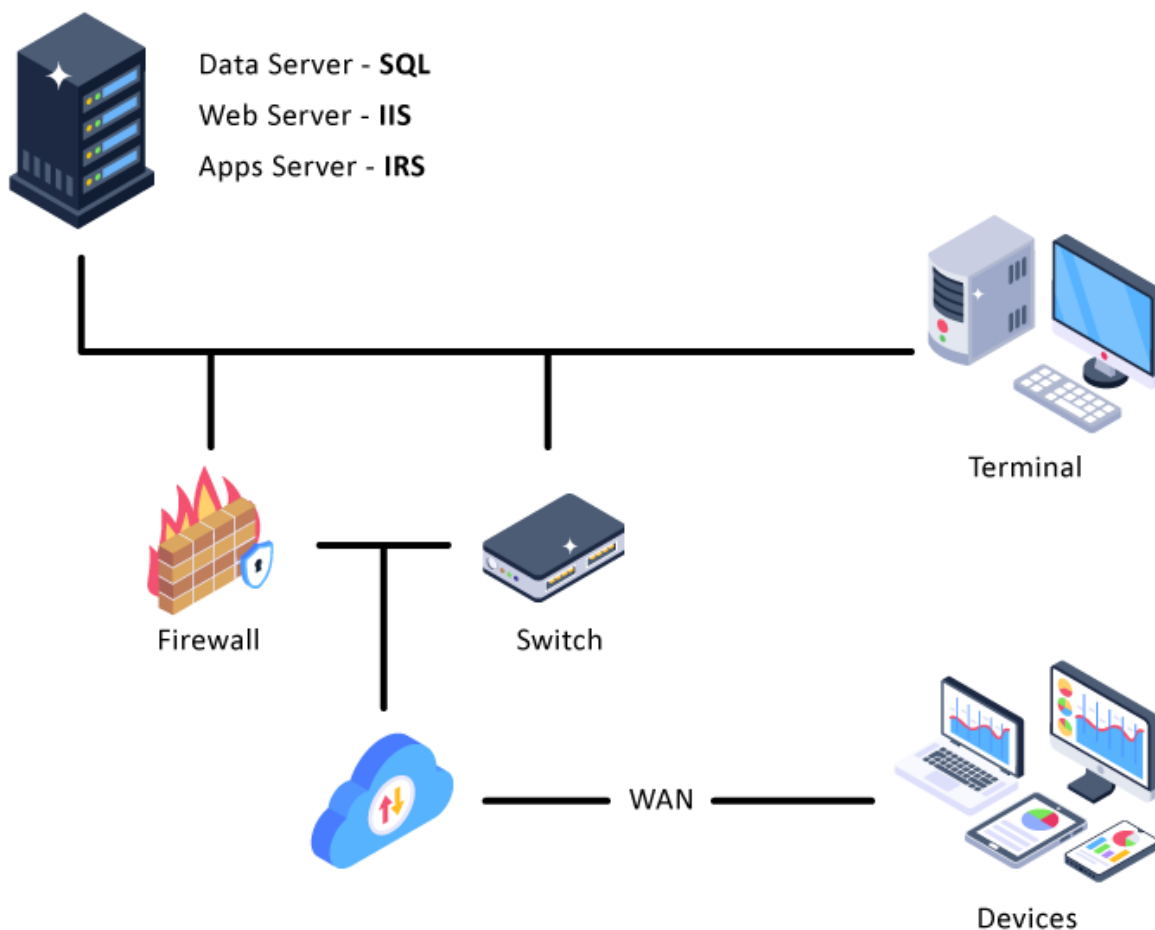 Data Server - SQL
Web Server - IIS
Apps Server - IRS
Terminal
Firewall
Switch
WAN
Devices